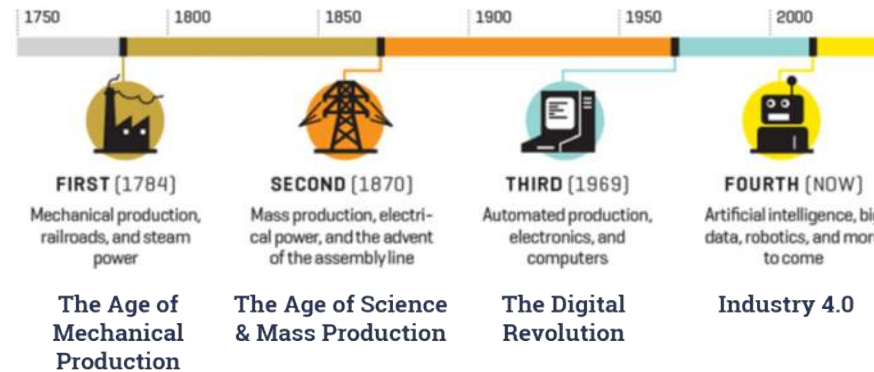 1750 1800 1850 1900 1950 2000
FIRST (1784)
Mechanical production,
railroads, and steam
power
The Age of
Mechanical
Production
SECOND (1870)
Mass production, electri-
cal power, and the advent
of the assembly line
The Age of Science
& Mass Production
THIRD (1969)
Automated production,
electronics, and
computers
The Digital
Revolution
FOURTH (NOW)
Artificial intelligence,
data, robotics, and
to come
Industry 4.0